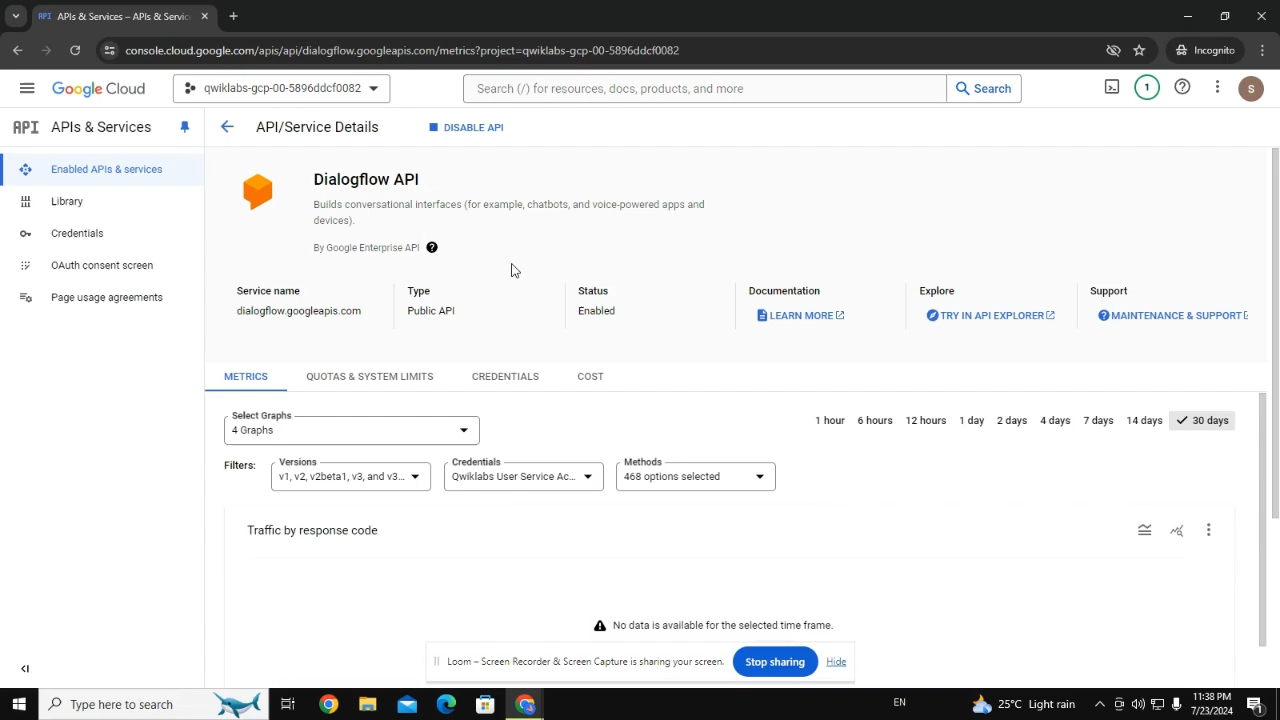 API APIs & Services – APIs & Servic
console.cloud.google.com/apis/api/dialogflow.googleapis.com/metrics?project=qwiklabs-gcp-00-5896ddcf0082
Incognito
Google Cloud
qwiklabs-gcp-00-5896ddcf0082
Search (/) for resources, docs, products, and more
Search
1
S
API APIs & Services
Enabled APIs & services
Library
Credentials
OAuth consent screen
Page usage agreements
API/Service Details
DISABLE API
Dialogflow API
Builds conversational interfaces (for example, chatbots, and voice-powered apps and
devices).
By Google Enterprise API
Service name
dialogflow.googleapis.com
Type
Public API
Status
Enabled
Documentation
LEARN MORE
Explore
TRY IN API EXPLORER
Support
MAINTENANCE & SUPPORT
METRICS
QUOTAS & SYSTEM LIMITS
CREDENTIALS
COST
Select Graphs
4 Graphs
1 hour
6 hours
12 hours
1 day
2 days
4 days
7 days
14 days
30 days
Filters:
Versions
v1, v2, v2beta1, v3, and v3...
Credentials
Qwiklabs User Service Ac...
Methods
468 options selected
Traffic by response code
No data is available for the selected time frame.
Loom – Screen Recorder & Screen Capture is sharing your screen.
Stop sharing
Hide
Type here to search
EN
25°C Light rain
11:38 PM
7/23/2024
1